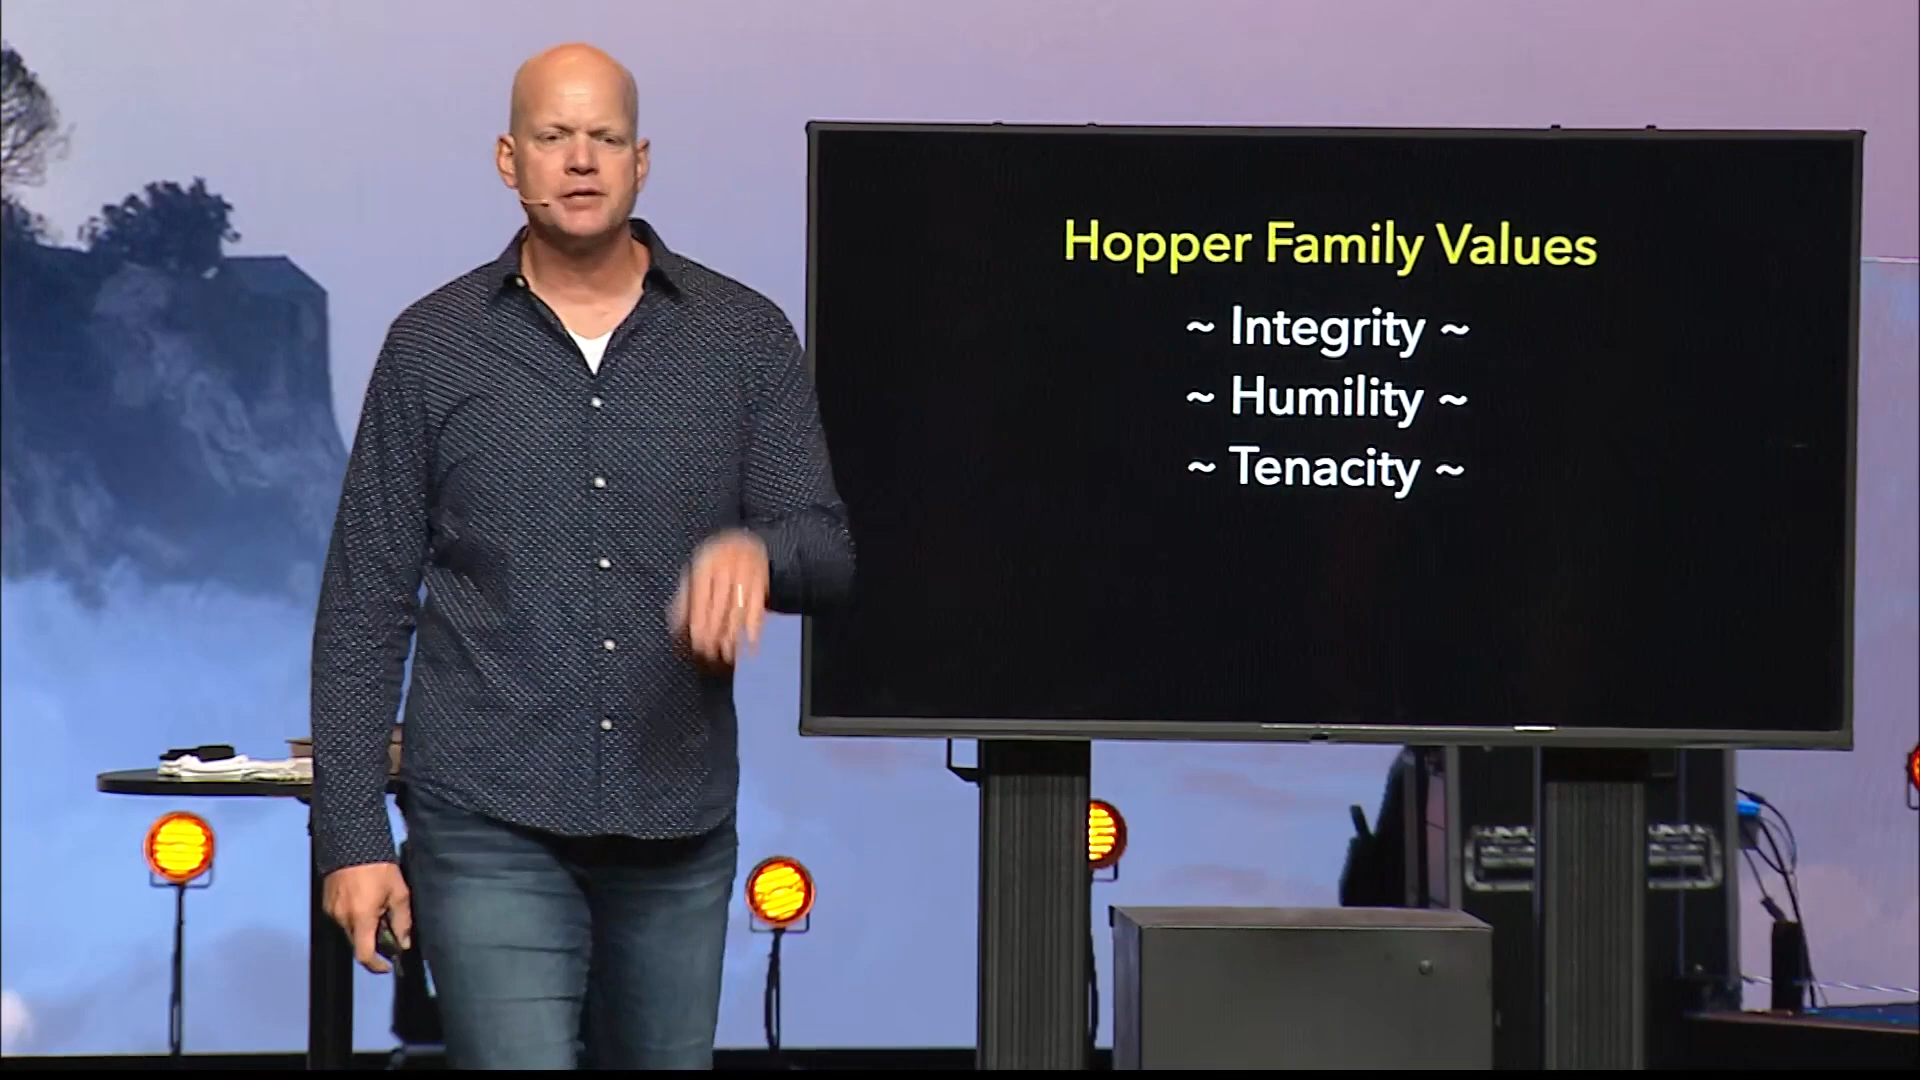 Hopper Family Values
~ Integrity ~
~ Humility ~
~ Tenacity ~